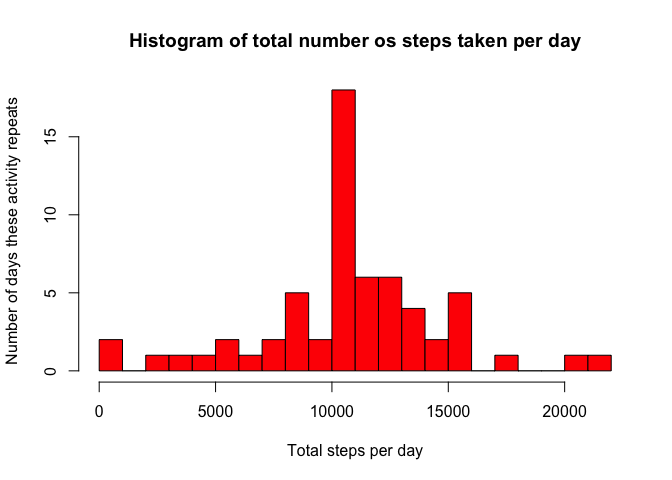 Histogram of total number os steps taken per day
Number of days these activity repeats
15
10
5
0
0 5000 10000 15000 20000
Total steps per day